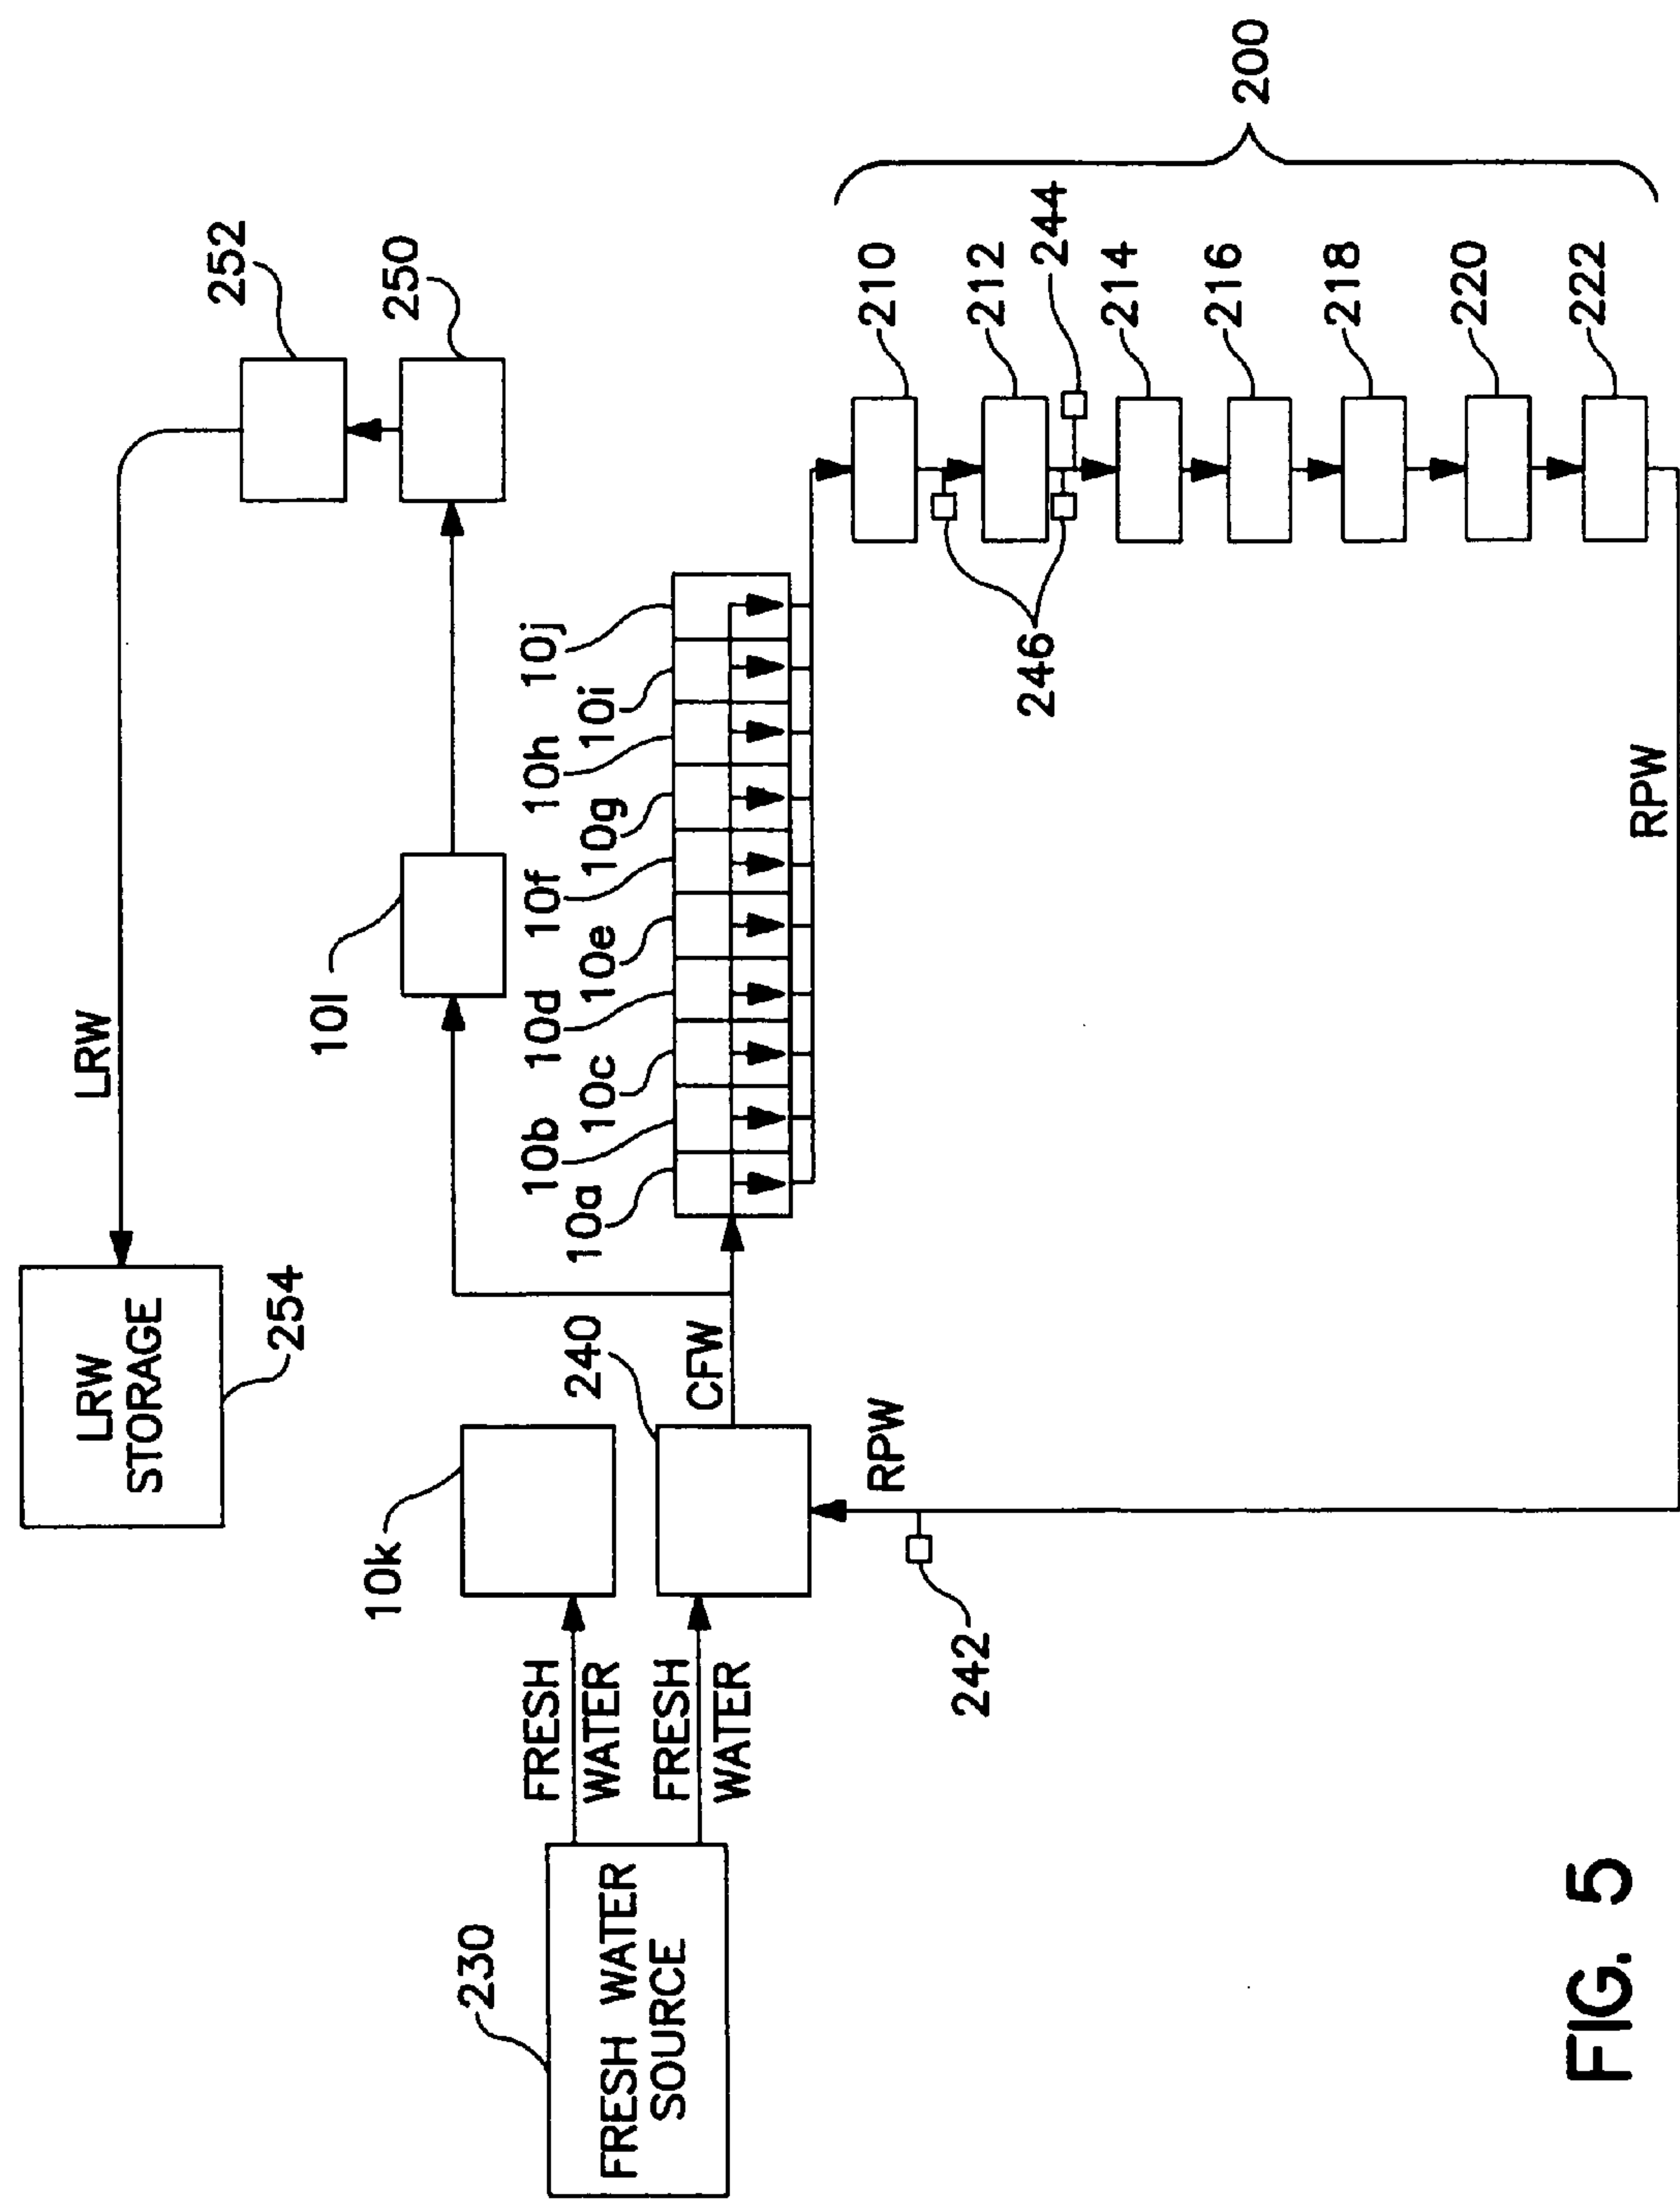 LRW
STORAGE
254
LRW
252
250
10l
10k
240
CFW
10a
10b
10c
10d
10e
10f
10g
10h
10i
10j
230
FRESH WATER
SOURCE
FRESH
WATER
FRESH
WATER
RPW
242
210
212
244
246
214
216
218
220
222
200
RPW
FIG. 5